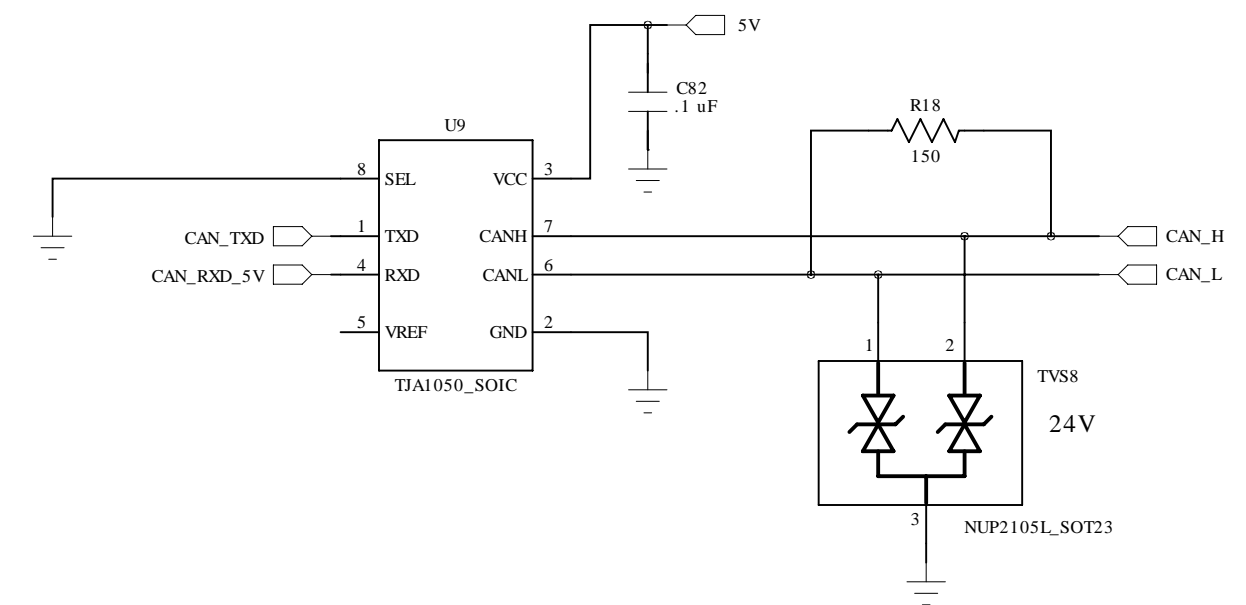 5V
C82
.1 uF
R18
150
U9
8 SEL VCC 3
CAN_TXD 1 TXD CANH 7 CAN_H
CAN_RXD_5V 4 RXD CANL 6 CAN_L
5 VREF GND 2
TJA1050_SOIC
1 2
TVS8
24V
3
NUP2105L_SOT23